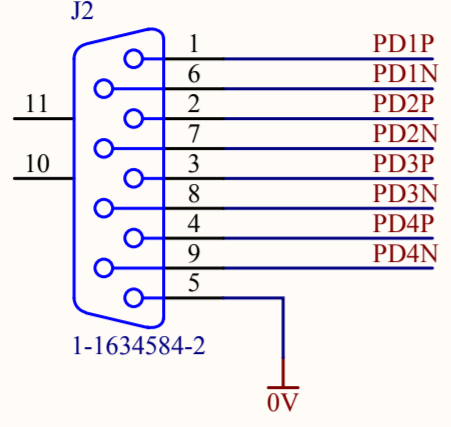 J2
1 PD1P
6 PD1N
11 2 PD2P
7 PD2N
10 3 PD3P
8 PD3N
4 PD4P
9 PD4N
5
1-1634584-2
0V